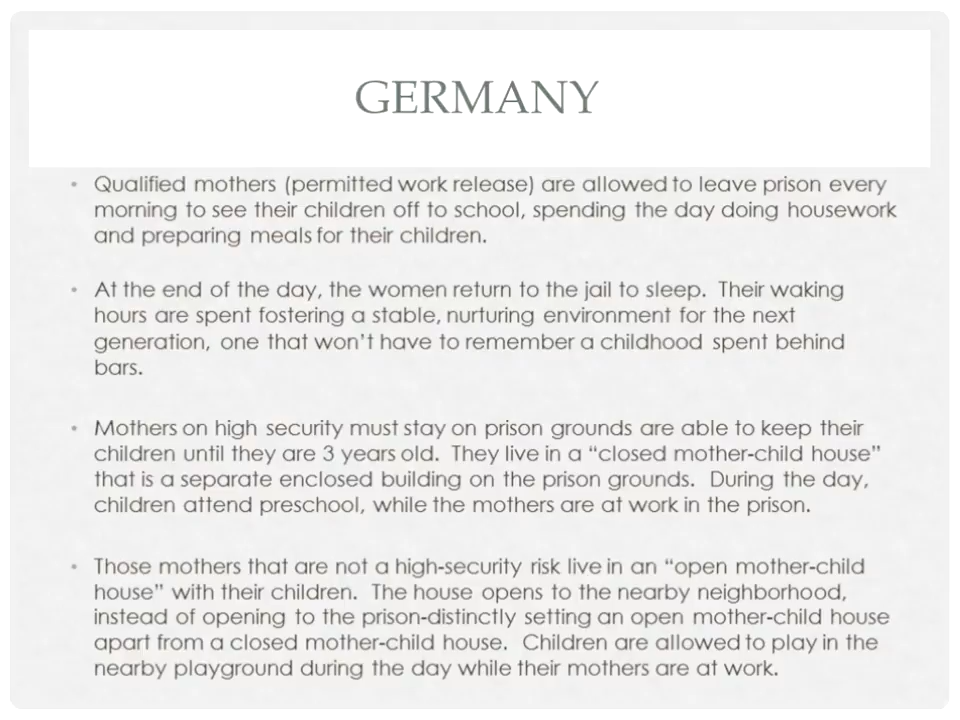 GERMANY
• Qualified mothers (permitted work release) are allowed to leave prison every
morning to see their children off to school, spending the day doing housework
and preparing meals for their children.
• At the end of the day, the women return to the jail to sleep. Their waking
hours are spent fostering a stable, nurturing environment for the next
generation, one that won't have to remember a childhood spent behind
bars.
• Mothers on high security must stay on prison grounds are able to keep their
children until they are 3 years old. They live in a “closed mother-child house”
that is a separate enclosed building on the prison grounds. During the day,
children attend preschool, while the mothers are at work in the prison.
• Those mothers that are not a high-security risk live in an “open mother-child
house” with their children. The house opens to the nearby neighborhood,
instead of opening to the prison-distinctly setting an open mother-child house
apart from a closed mother-child house. Children are allowed to play in the
nearby playground during the day while their mothers are at work.